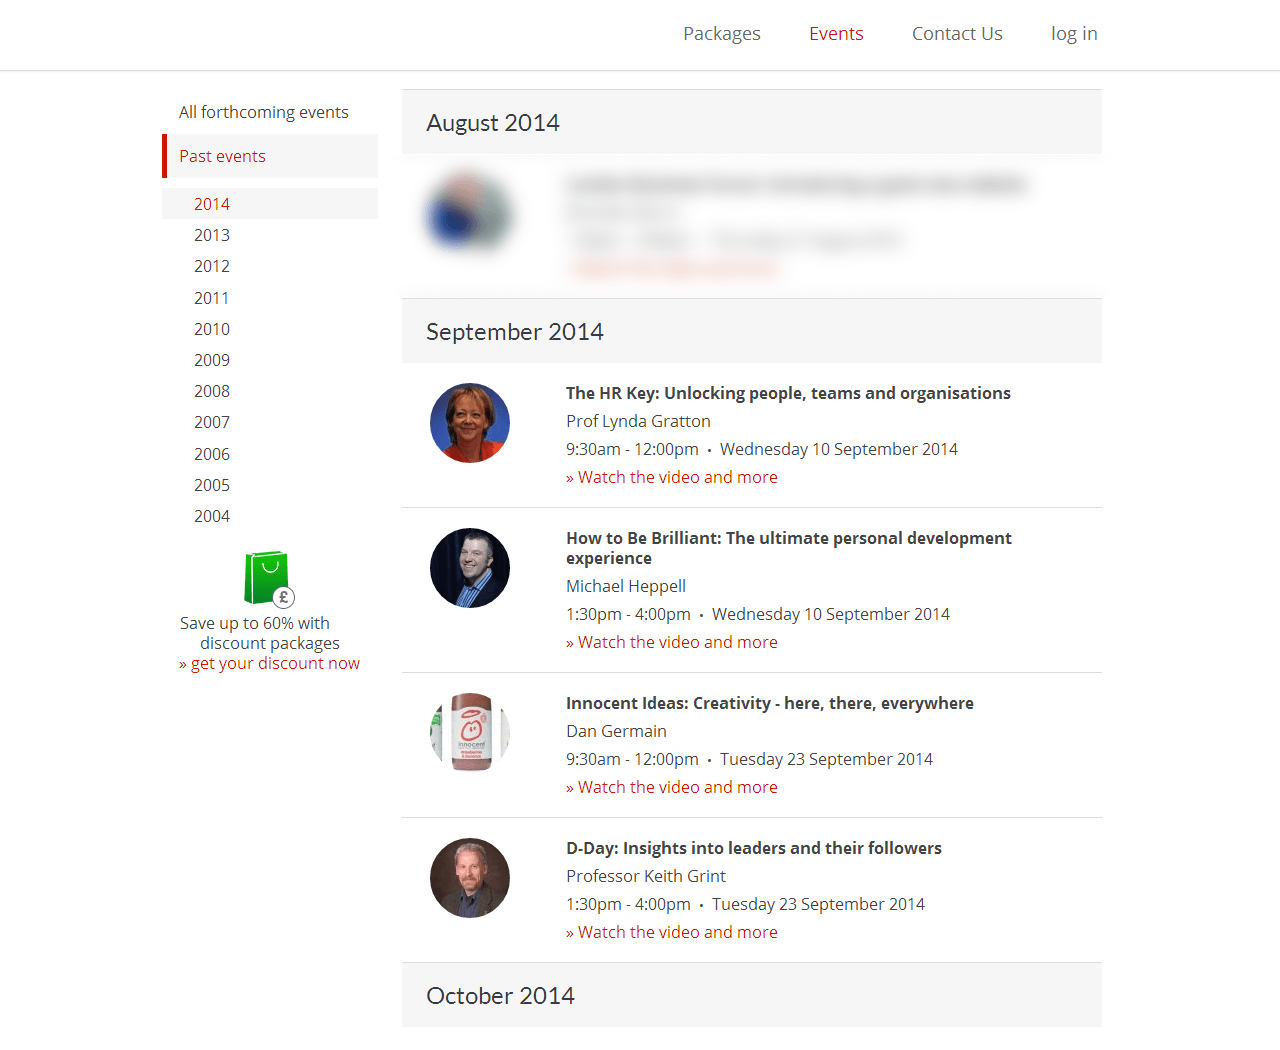 Packages Events Contact Us log in
All forthcoming events
Past events
2014
2013
2012
2011
2010
2009
2008
2007
2006
2005
2004
£
Save up to 60% with
discount packages
» get your discount now
August 2014
September 2014
The HR Key: Unlocking people, teams and organisations
Prof Lynda Gratton
9:30am - 12:00pm • Wednesday 10 September 2014
» Watch the video and more
How to Be Brilliant: The ultimate personal development
experience
Michael Heppell
1:30pm - 4:00pm • Wednesday 10 September 2014
» Watch the video and more
innocent
Innocent Ideas: Creativity - here, there, everywhere
Dan Germain
9:30am - 12:00pm • Tuesday 23 September 2014
» Watch the video and more
D-Day: Insights into leaders and their followers
Professor Keith Grint
1:30pm - 4:00pm • Tuesday 23 September 2014
» Watch the video and more
October 2014